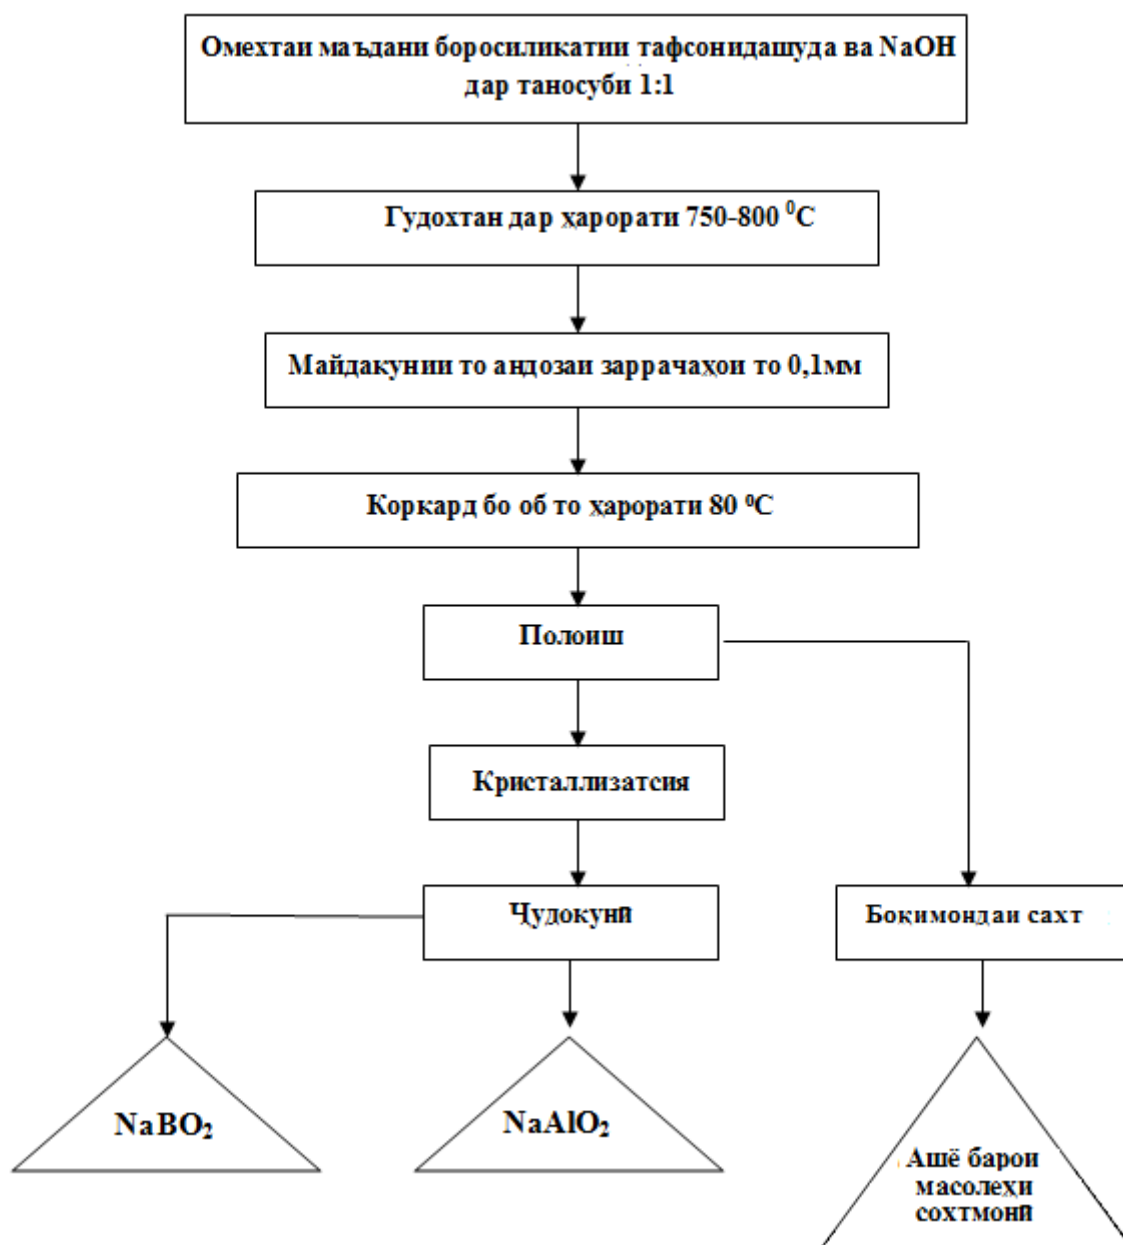 Омехтаи маъдани боросиликатии тафсонидашуда ва NaOH
дар таносуби 1:1
Гудохтан дар ҳарорати 750-800 ⁰С
Майдакунии то андозаи заррачаҳои то 0,1мм
Коркард бо об то ҳарорати 80 ⁰С
Полоиш
Кристаллизатсия
Ҷудокунӣ
Боқимондаи сахт
NaBO₂
NaAlO₂
Ашё барои
масолеҳи
сохтмонӣ